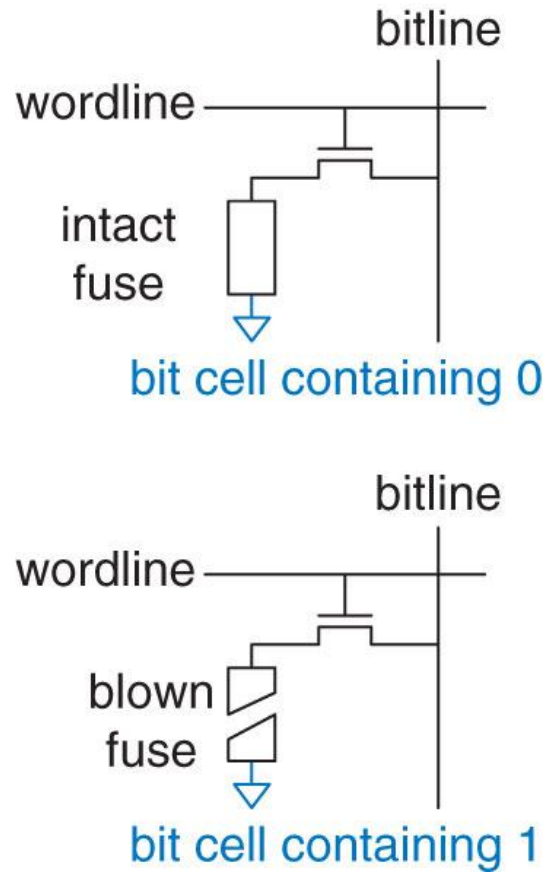 bitline
wordline
intact
fuse
bit cell containing 0
bitline
wordline
blown
fuse
bit cell containing 1